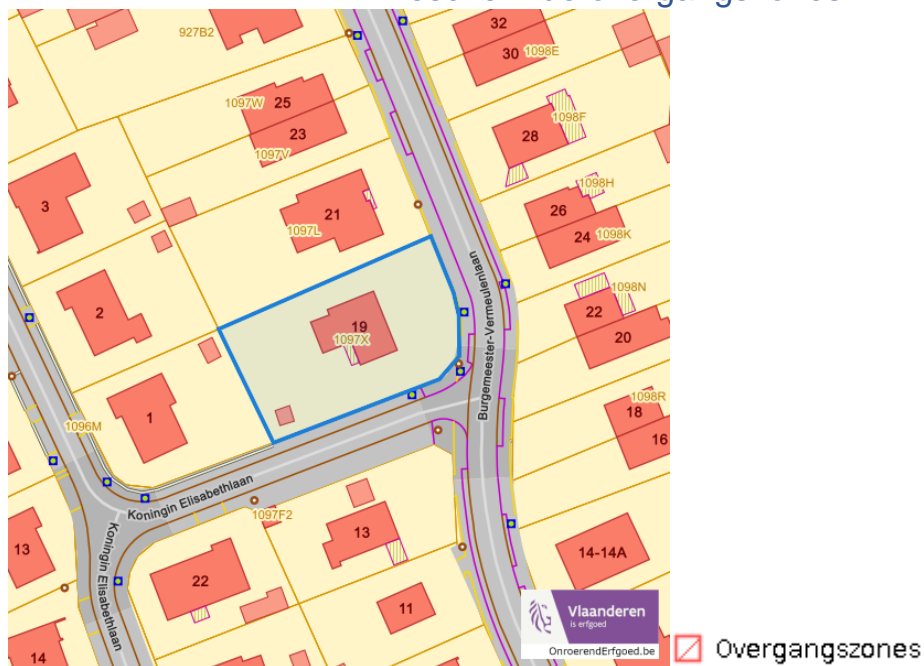 32
30
1098E
927B2
1097W
25
23
1097V
28
1098F
3
21
1097L
1098H
26
24
1098K
Burgemeester-Vermeulenlaan
2
19
1097X
1098N
22
20
1
1096M
1098R
18
16
Koningin Elisabethlaan
1097F2
13
13
Koningin Elisabethlaan
14-14A
22
11
14
Vlaanderen
is erfgoed
OnroerendErfgoed.be
Overgangszones